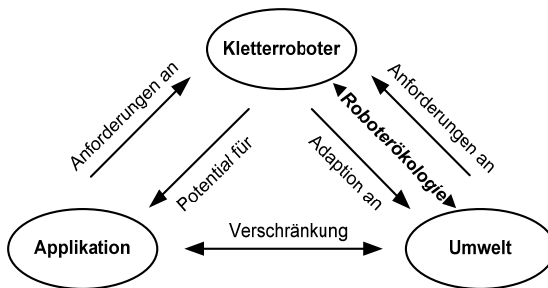 Kletterroboter
Anforderungen an
Potential für
Adaption an
Roboterökologie
Anforderungen an
Applikation
Verschränkung
Umwelt